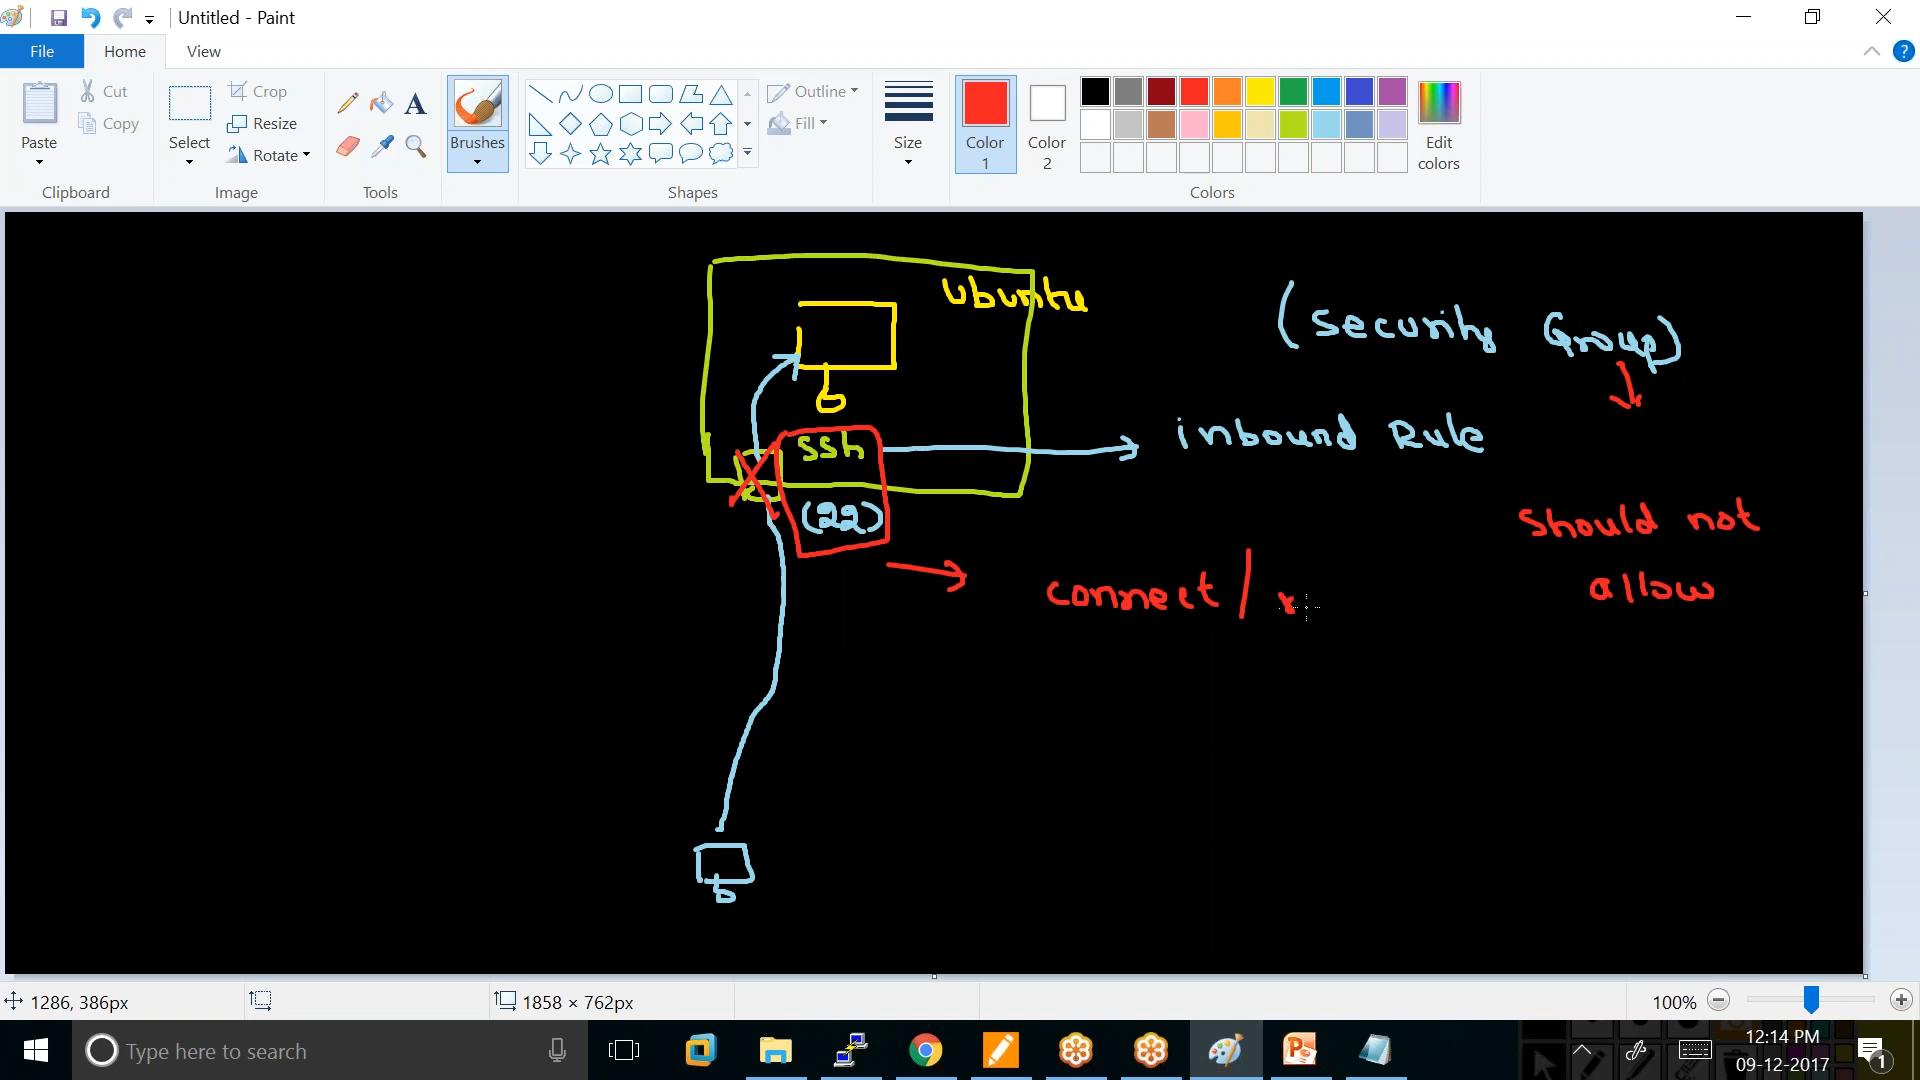 Untitled - Paint
File
Home
View
Paste
Cut
Copy
Clipboard
Select
Crop
Resize
Rotate
Image
Tools
Brushes
Shapes
Outline
Fill
Size
Color
1
Color
2
Edit
colors
Colors
Ubuntu
(security Group)
ssh
inbound Rule
(22)
should not
allow
connect /
1286, 386px
1858 × 762px
100%
Type here to search
12:14 PM
09-12-2017
1